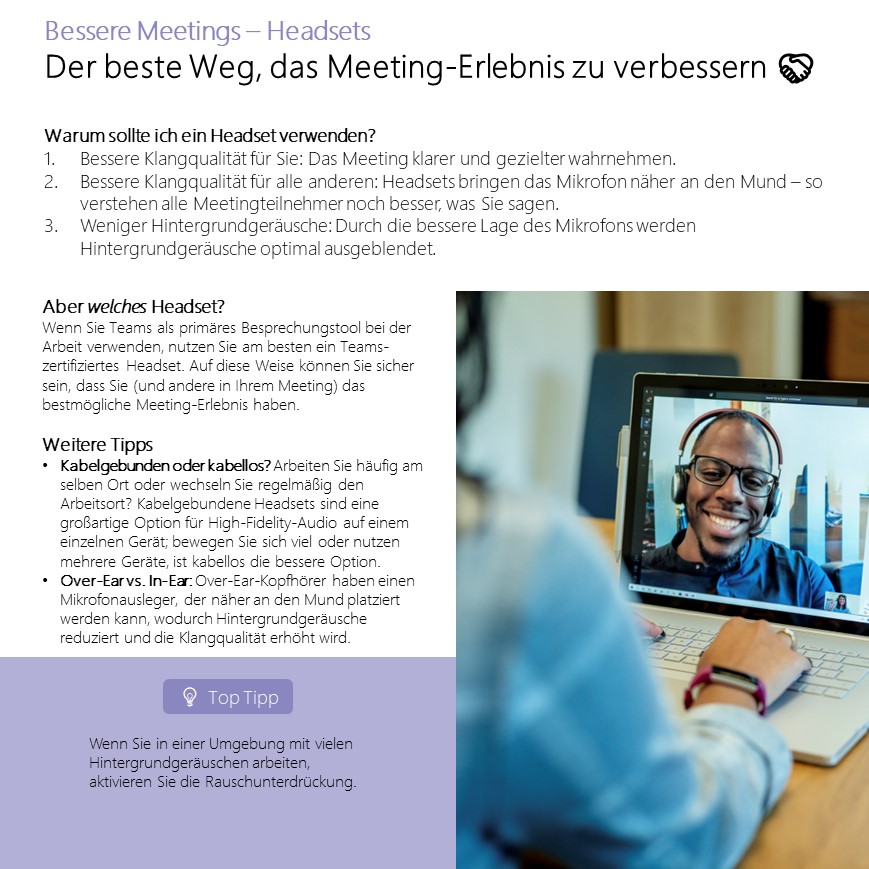 Bessere Meetings – Headsets
Der beste Weg, das Meeting-Erlebnis zu verbessern
Warum sollte ich ein Headset verwenden?
1. Bessere Klangqualität für Sie: Das Meeting klarer und gezielter wahrnehmen.
2. Bessere Klangqualität für alle anderen: Headsets bringen das Mikrofon näher an den Mund – so
verstehen alle Meetingteilnehmer noch besser, was Sie sagen.
3. Weniger Hintergrundgeräusche: Durch die bessere Lage des Mikrofons werden
Hintergrundgeräusche optimal ausgeblendet.
Aber welches Headset?
Wenn Sie Teams als primäres Besprechungstool bei der
Arbeit verwenden, nutzen Sie am besten ein Teams-
zertifiziertes Headset. Auf diese Weise können Sie sicher
sein, dass Sie (und andere in Ihrem Meeting) das
bestmögliche Meeting-Erlebnis haben.
Weitere Tipps
• Kabelgebunden oder kabellos? Arbeiten Sie häufig am
selben Ort oder wechseln Sie regelmäßig den
Arbeitsort? Kabelgebundene Headsets sind eine
großartige Option für High-Fidelity-Audio auf einem
einzelnen Gerät; bewegen Sie sich viel oder nutzen
mehrere Geräte, ist kabellos die bessere Option.
• Over-Ear vs. In-Ear: Over-Ear-Kopfhörer haben einen
Mikrofonausleger, der näher an den Mund platziert
werden kann, wodurch Hintergrundgeräusche
reduziert und die Klangqualität erhöht wird.
Top Tipp
Wenn Sie in einer Umgebung mit vielen
Hintergrundgeräuschen arbeiten,
aktivieren Sie die Rauschunterdrückung.